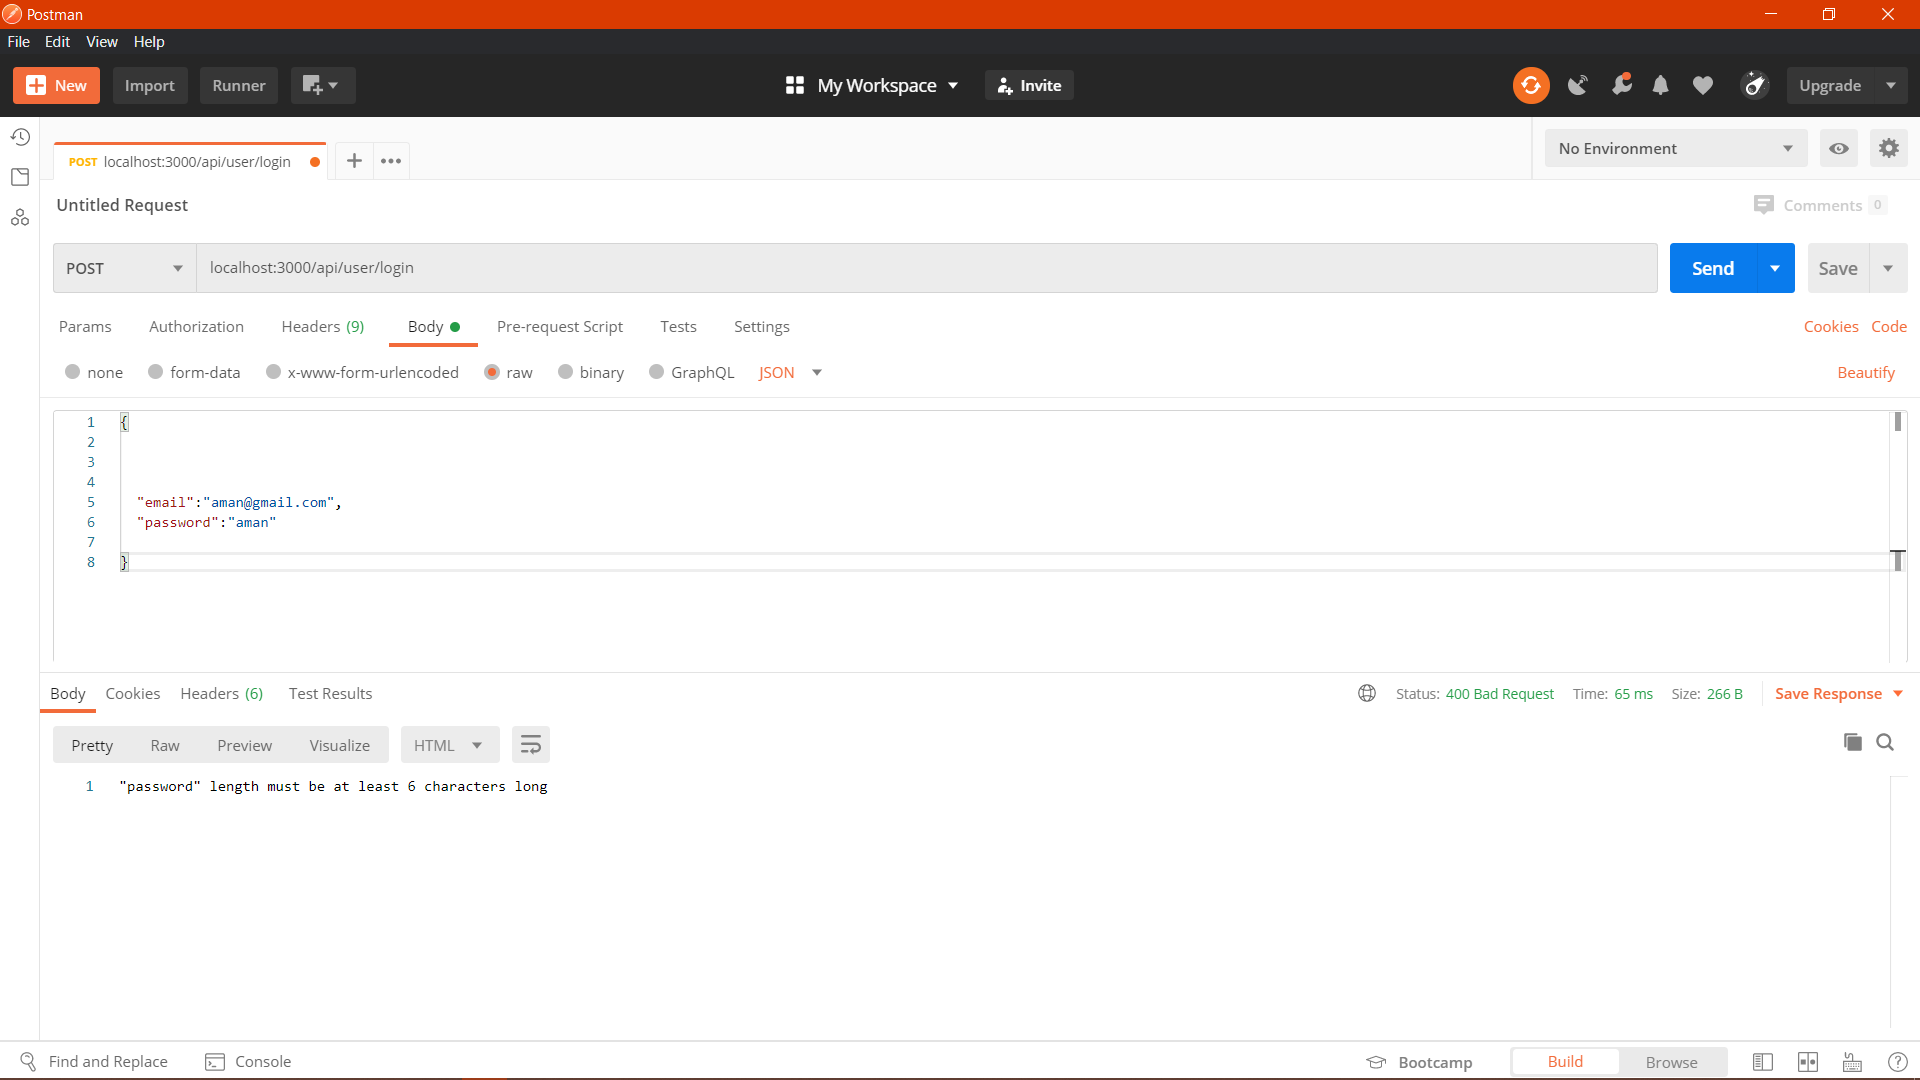 Postman
File Edit View Help
New Import Runner My Workspace Invite Upgrade
POST localhost:3000/api/user/login No Environment
Untitled Request Comments 0
POST localhost:3000/api/user/login Send Save
Params Authorization Headers (9) Body Pre-request Script Tests Settings Cookies Code
none form-data x-www-form-urlencoded raw binary GraphQL JSON Beautify
1 {
2
3
4
5 "email":"aman@gmail.com",
6 "password":"aman"
7
8 }
Body Cookies Headers (6) Test Results Status: 400 Bad Request Time: 65 ms Size: 266 B Save Response
Pretty Raw Preview Visualize HTML
1 "password" length must be at least 6 characters long
Find and Replace Console Bootcamp Build Browse